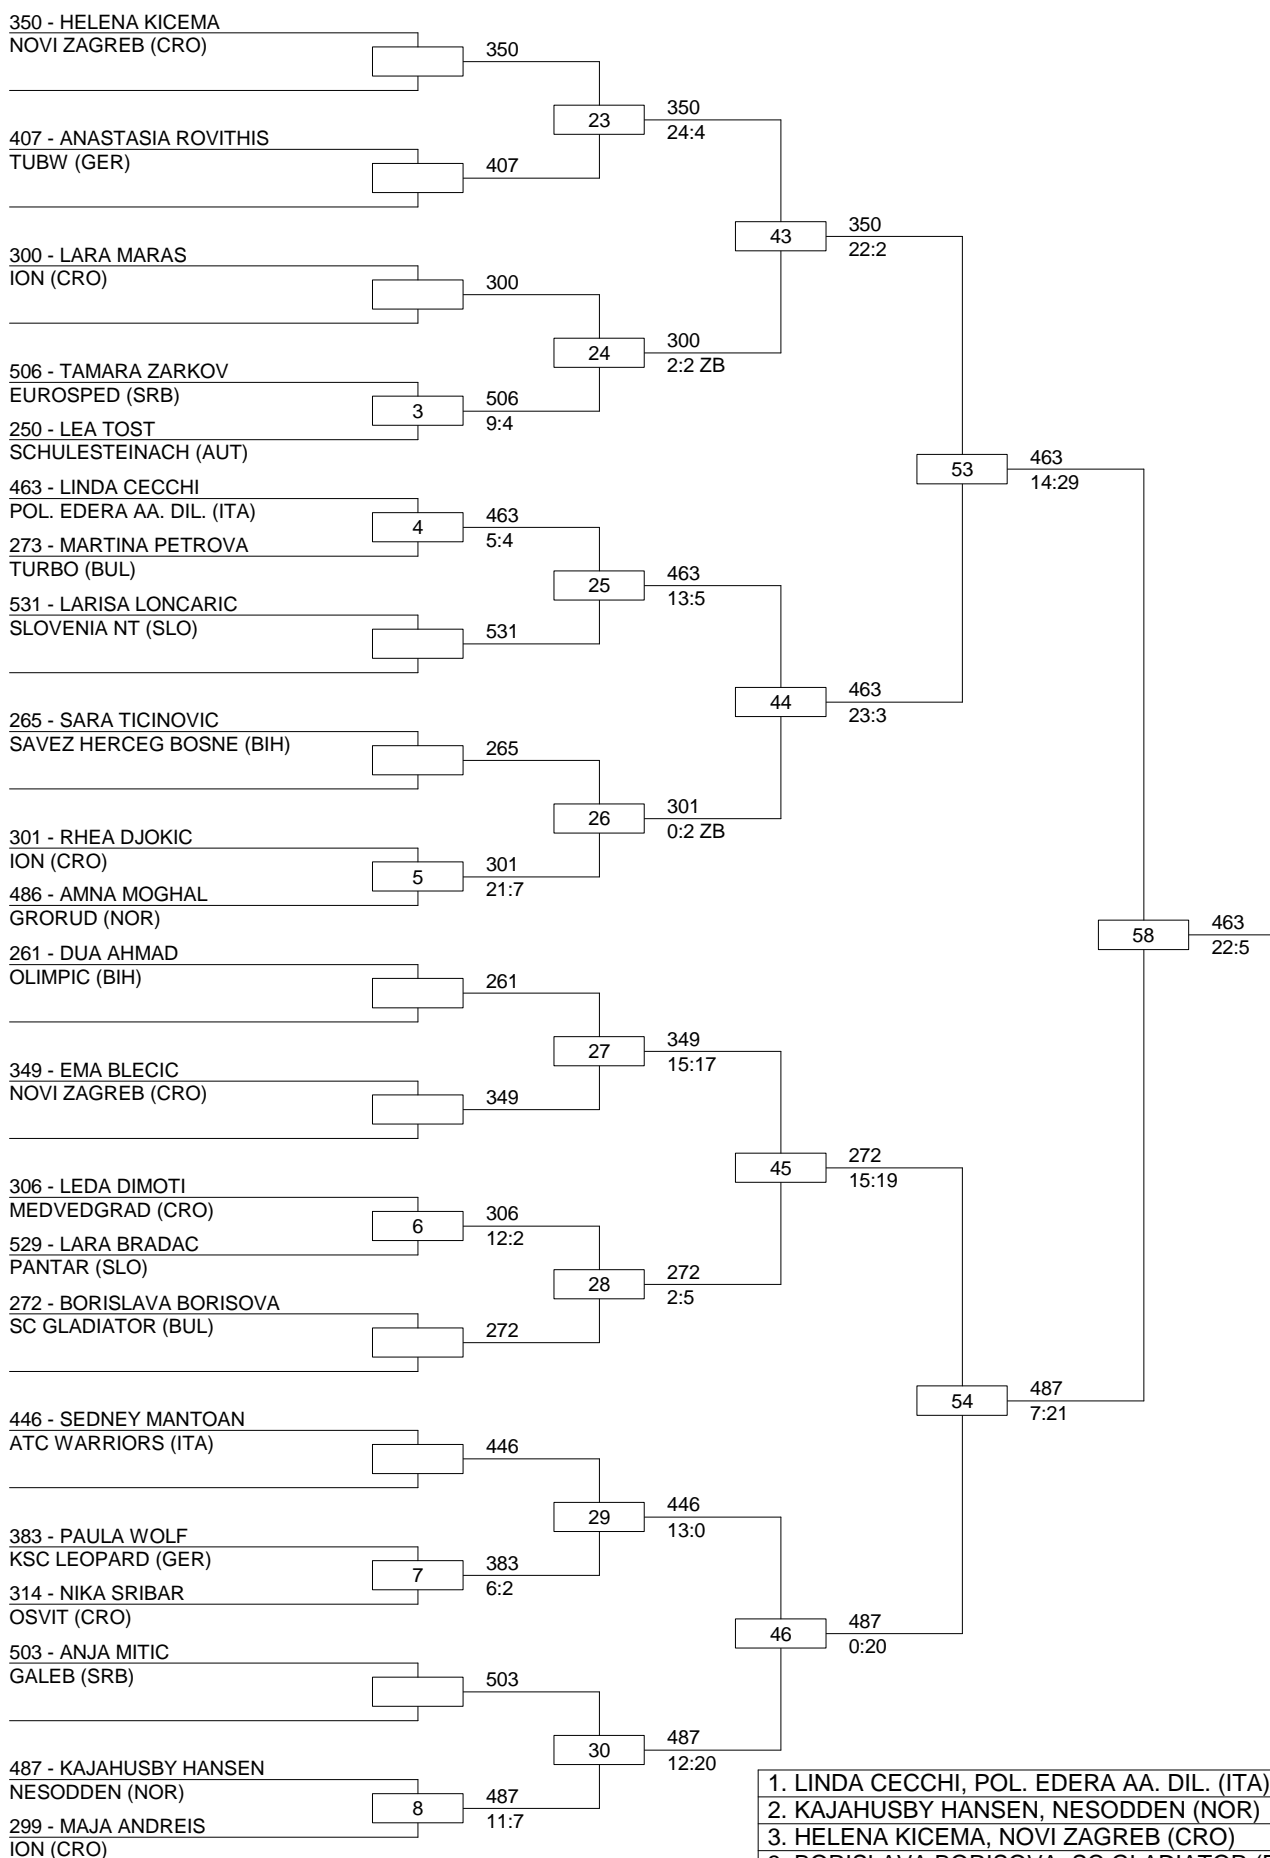 350 - HELENA KICEMA
NOVI ZAGREB (CRO)
350
23
350
24:4
407 - ANASTASIA ROVITHIS
TUBW (GER)
407
43
350
22:2
300 - LARA MARAS
ION (CRO)
300
24
300
2:2 ZB
506 - TAMARA ZARKOV
EUROSPED (SRB)
3
506
9:4
250 - LEA TOST
SCHULESTEINACH (AUT)
53
463
14:29
463 - LINDA CECCHI
POL. EDERA AA. DIL. (ITA)
4
463
5:4
273 - MARTINA PETROVA
TURBO (BUL)
25
463
13:5
531 - LARISA LONCARIC
SLOVENIA NT (SLO)
531
44
463
23:3
265 - SARA TICINOVIC
SAVEZ HERCEG BOSNE (BIH)
265
26
301
0:2 ZB
301 - RHEA DJOKIC
ION (CRO)
5
301
21:7
486 - AMNA MOGHAL
GRORUD (NOR)
58
463
22:5
261 - DUA AHMAD
OLIMPIC (BIH)
261
27
349
15:17
349 - EMA BLECIC
NOVI ZAGREB (CRO)
349
45
272
15:19
306 - LEDA DIMOTI
MEDVEDGRAD (CRO)
6
306
12:2
529 - LARA BRADAC
PANTAR (SLO)
28
272
2:5
272 - BORISLAVA BORISOVA
SC GLADIATOR (BUL)
272
54
487
7:21
446 - SEDNEY MANTOAN
ATC WARRIORS (ITA)
446
29
446
13:0
383 - PAULA WOLF
KSC LEOPARD (GER)
7
383
6:2
314 - NIKA SRIBAR
OSVIT (CRO)
46
487
0:20
503 - ANJA MITIC
GALEB (SRB)
503
30
487
12:20
487 - KAJAHUSBY HANSEN
NESODDEN (NOR)
8
487
11:7
299 - MAJA ANDREIS
ION (CRO)
1. LINDA CECCHI, POL. EDERA AA. DIL. (ITA)
2. KAJAHUSBY HANSEN, NESODDEN (NOR)
3. HELENA KICEMA, NOVI ZAGREB (CRO)
3. BORISLAVA BORISOVA, SC GLADIATOR